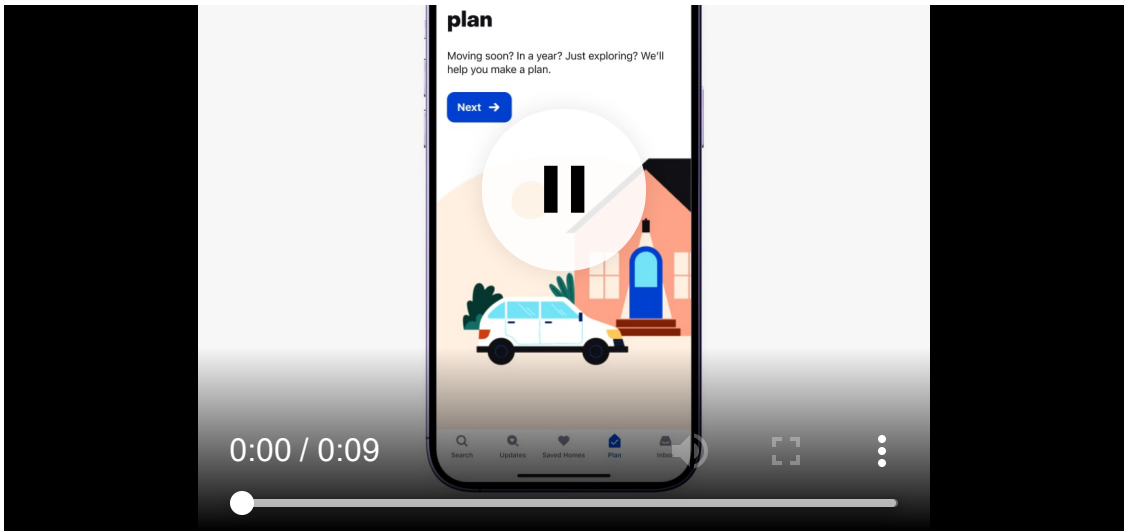 plan
Moving soon? In a year? Just exploring? We'll
help you make a plan.
Next
0:00 / 0:09
Search
Updates
Saved Homes
Plan
Inbox